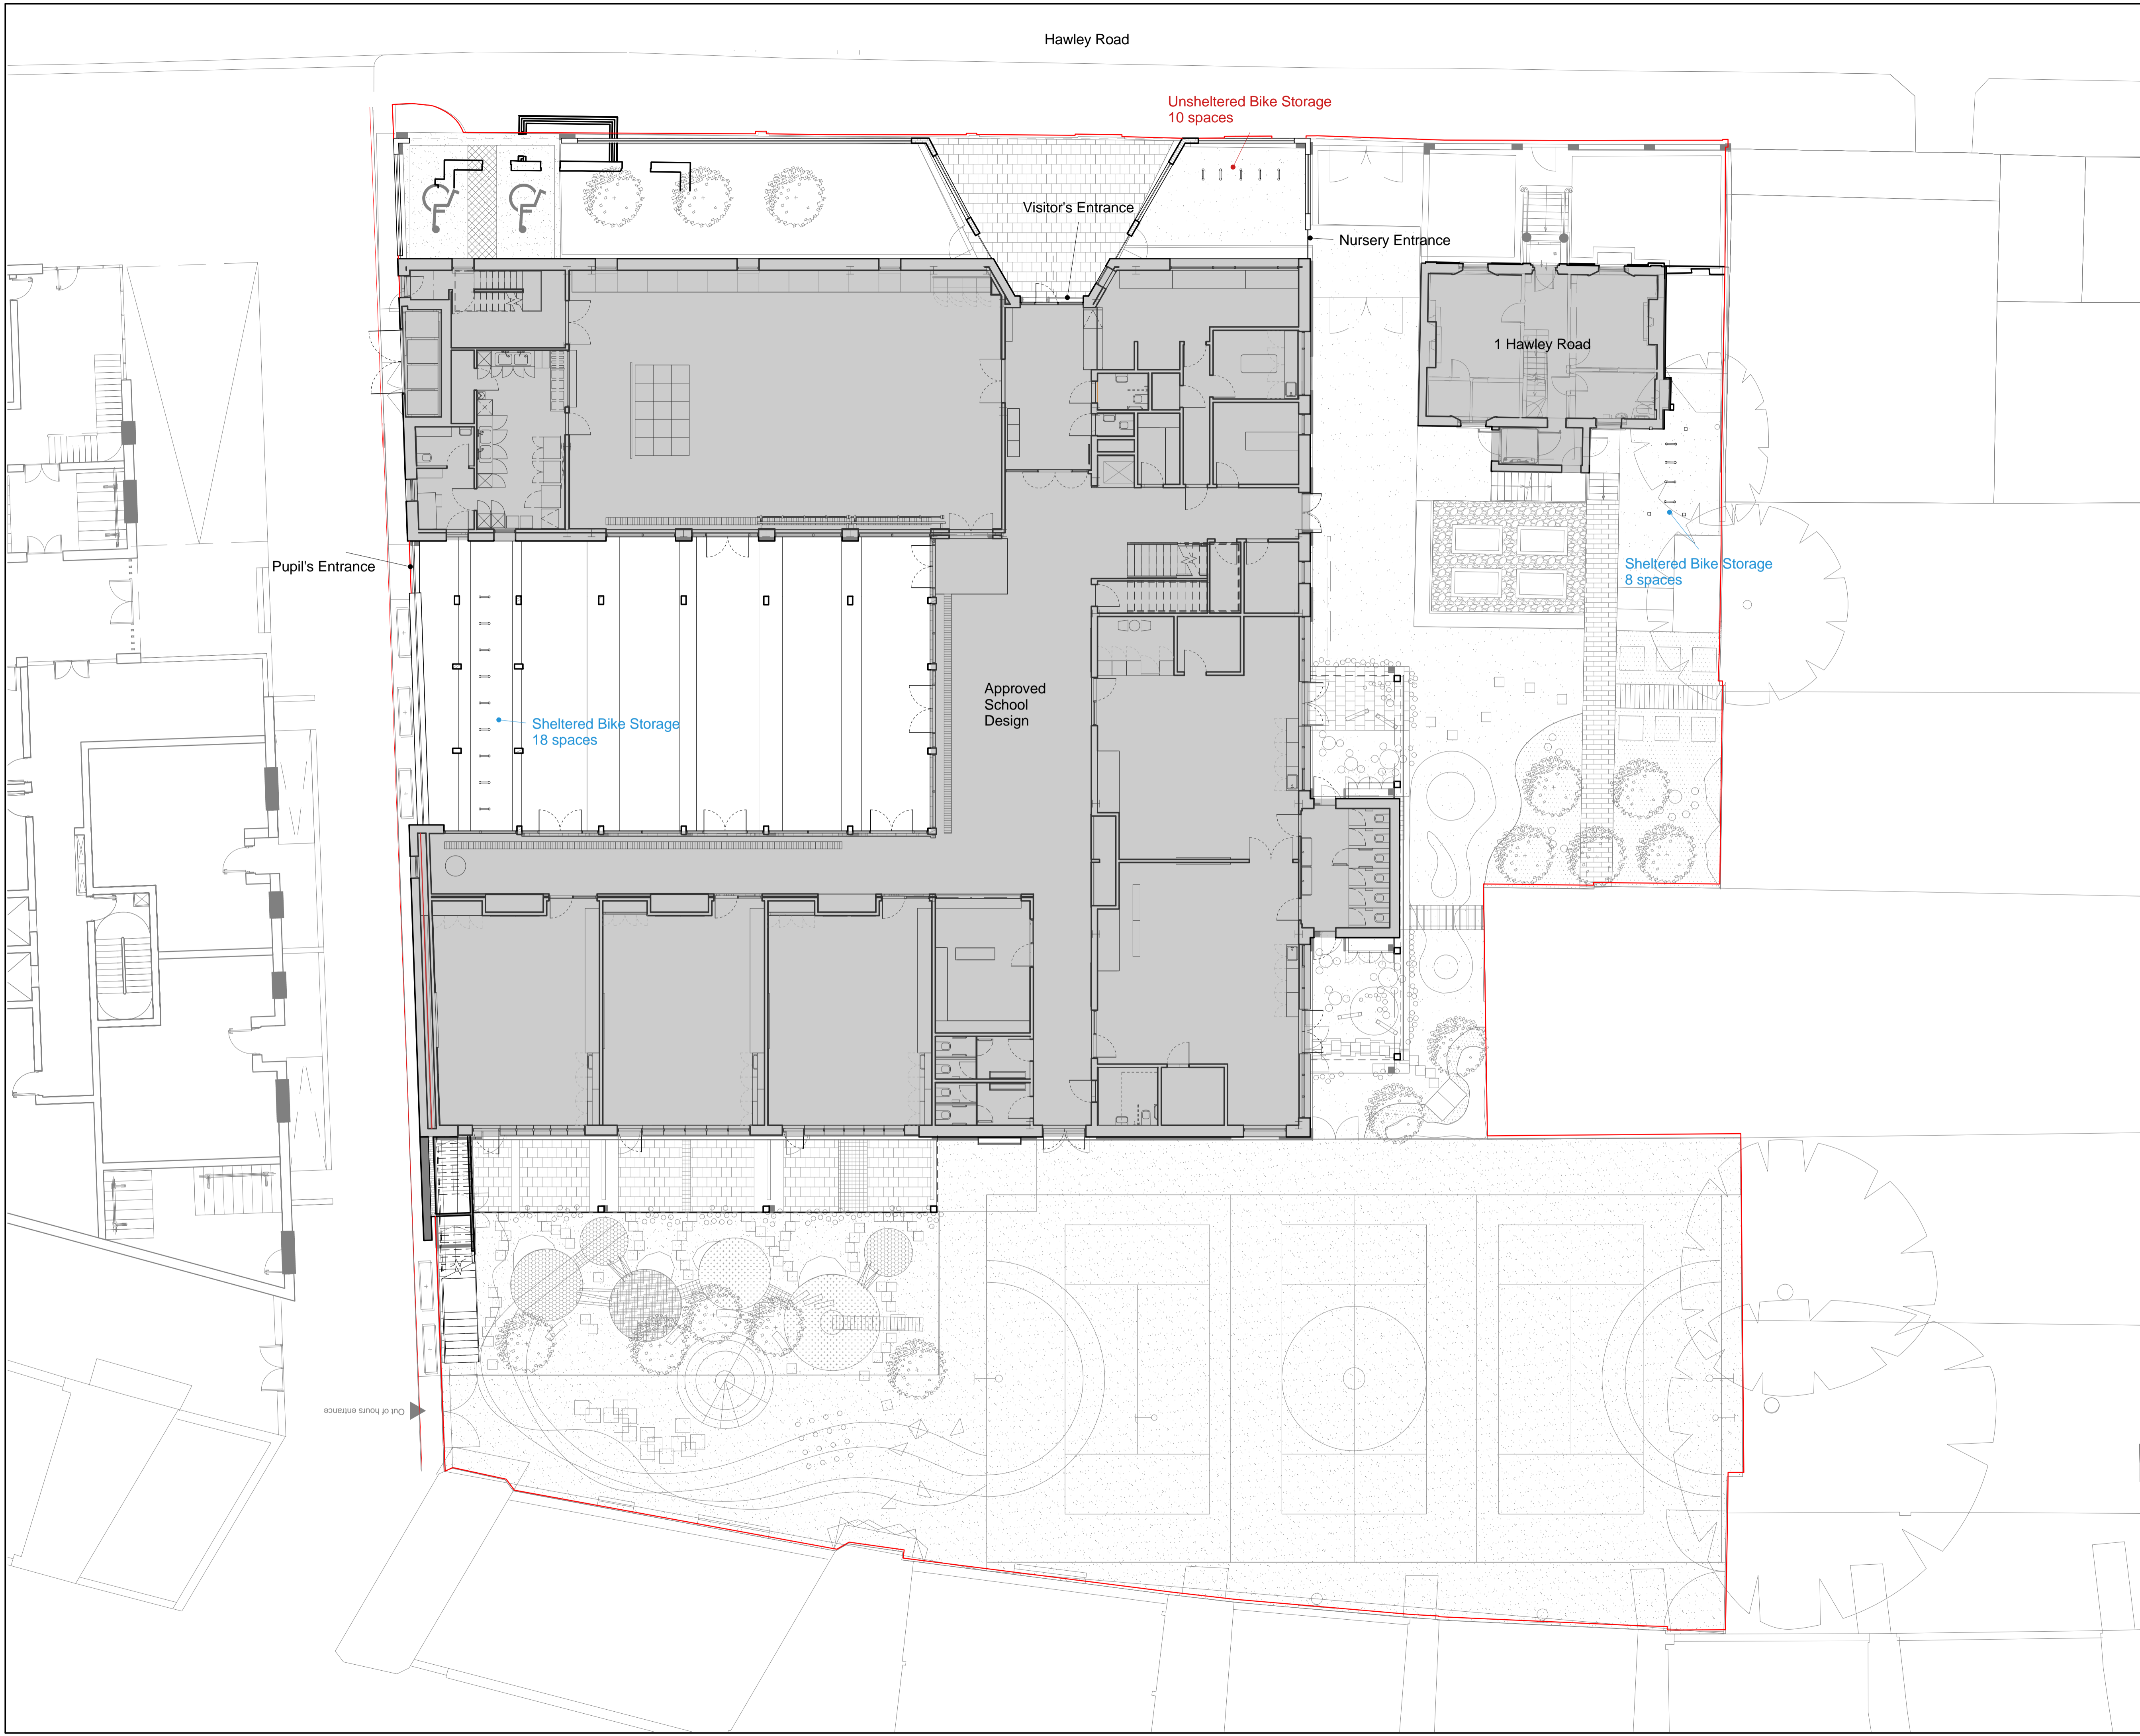 Hawley Road
Unsheltered Bike Storage
10 spaces
Visitor's Entrance
Nursery Entrance
1 Hawley Road
Pupil's Entrance
Sheltered Bike Storage
8 spaces
Approved
School
Design
Sheltered Bike Storage
18 spaces
Out of hours entrance